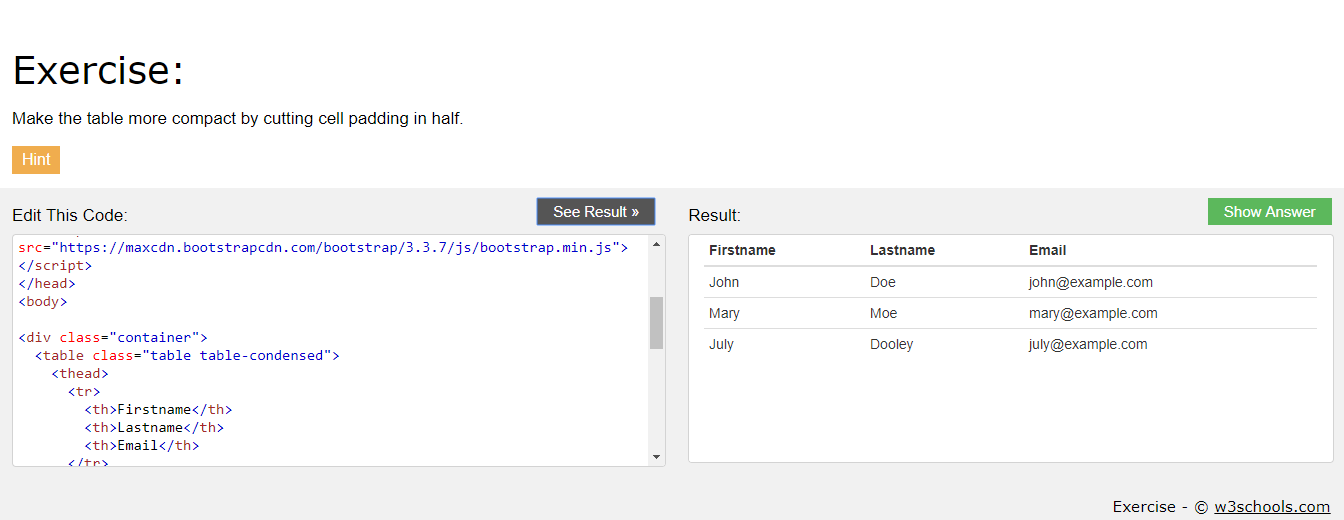 Exercise:
Make the table more compact by cutting cell padding in half.
Hint
Edit This Code:
See Result »
src="https://maxcdn.bootstrapcdn.com/bootstrap/3.3.7/js/bootstrap.min.js">
</script>
</head>
<body>
<div class="container">
<table class="table table-condensed">
<thead>
<tr>
<th>Firstname</th>
<th>Lastname</th>
<th>Email</th>
</tr>
Result:
Show Answer
Firstname Lastname Email
John Doe john@example.com
Mary Moe mary@example.com
July Dooley july@example.com
Exercise - © w3schools.com